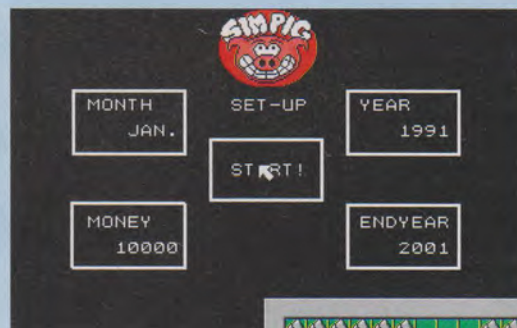 SIMPIG
MONTH
JAN.
SET-UP
YEAR
1991
START!
MONEY
10000
ENDYEAR
2001